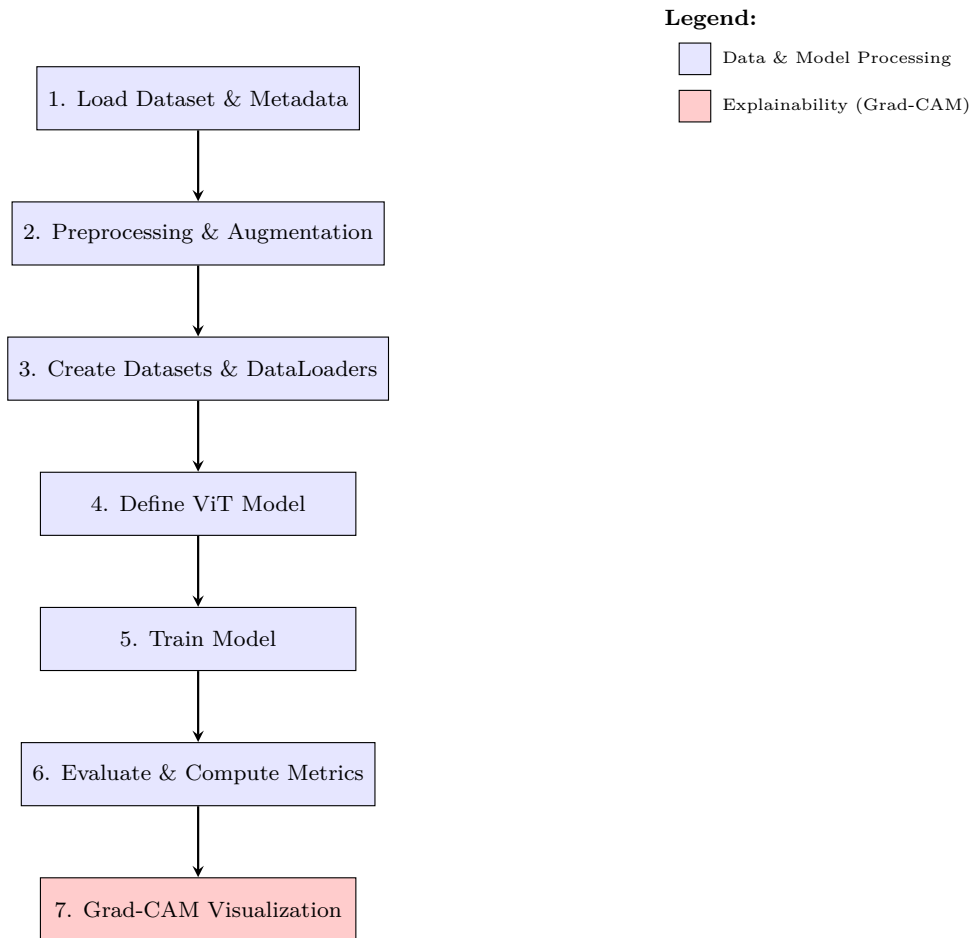 Legend:
Data & Model Processing
Explainability (Grad-CAM)
1. Load Dataset & Metadata
2. Preprocessing & Augmentation
3. Create Datasets & DataLoaders
4. Define ViT Model
5. Train Model
6. Evaluate & Compute Metrics
7. Grad-CAM Visualization